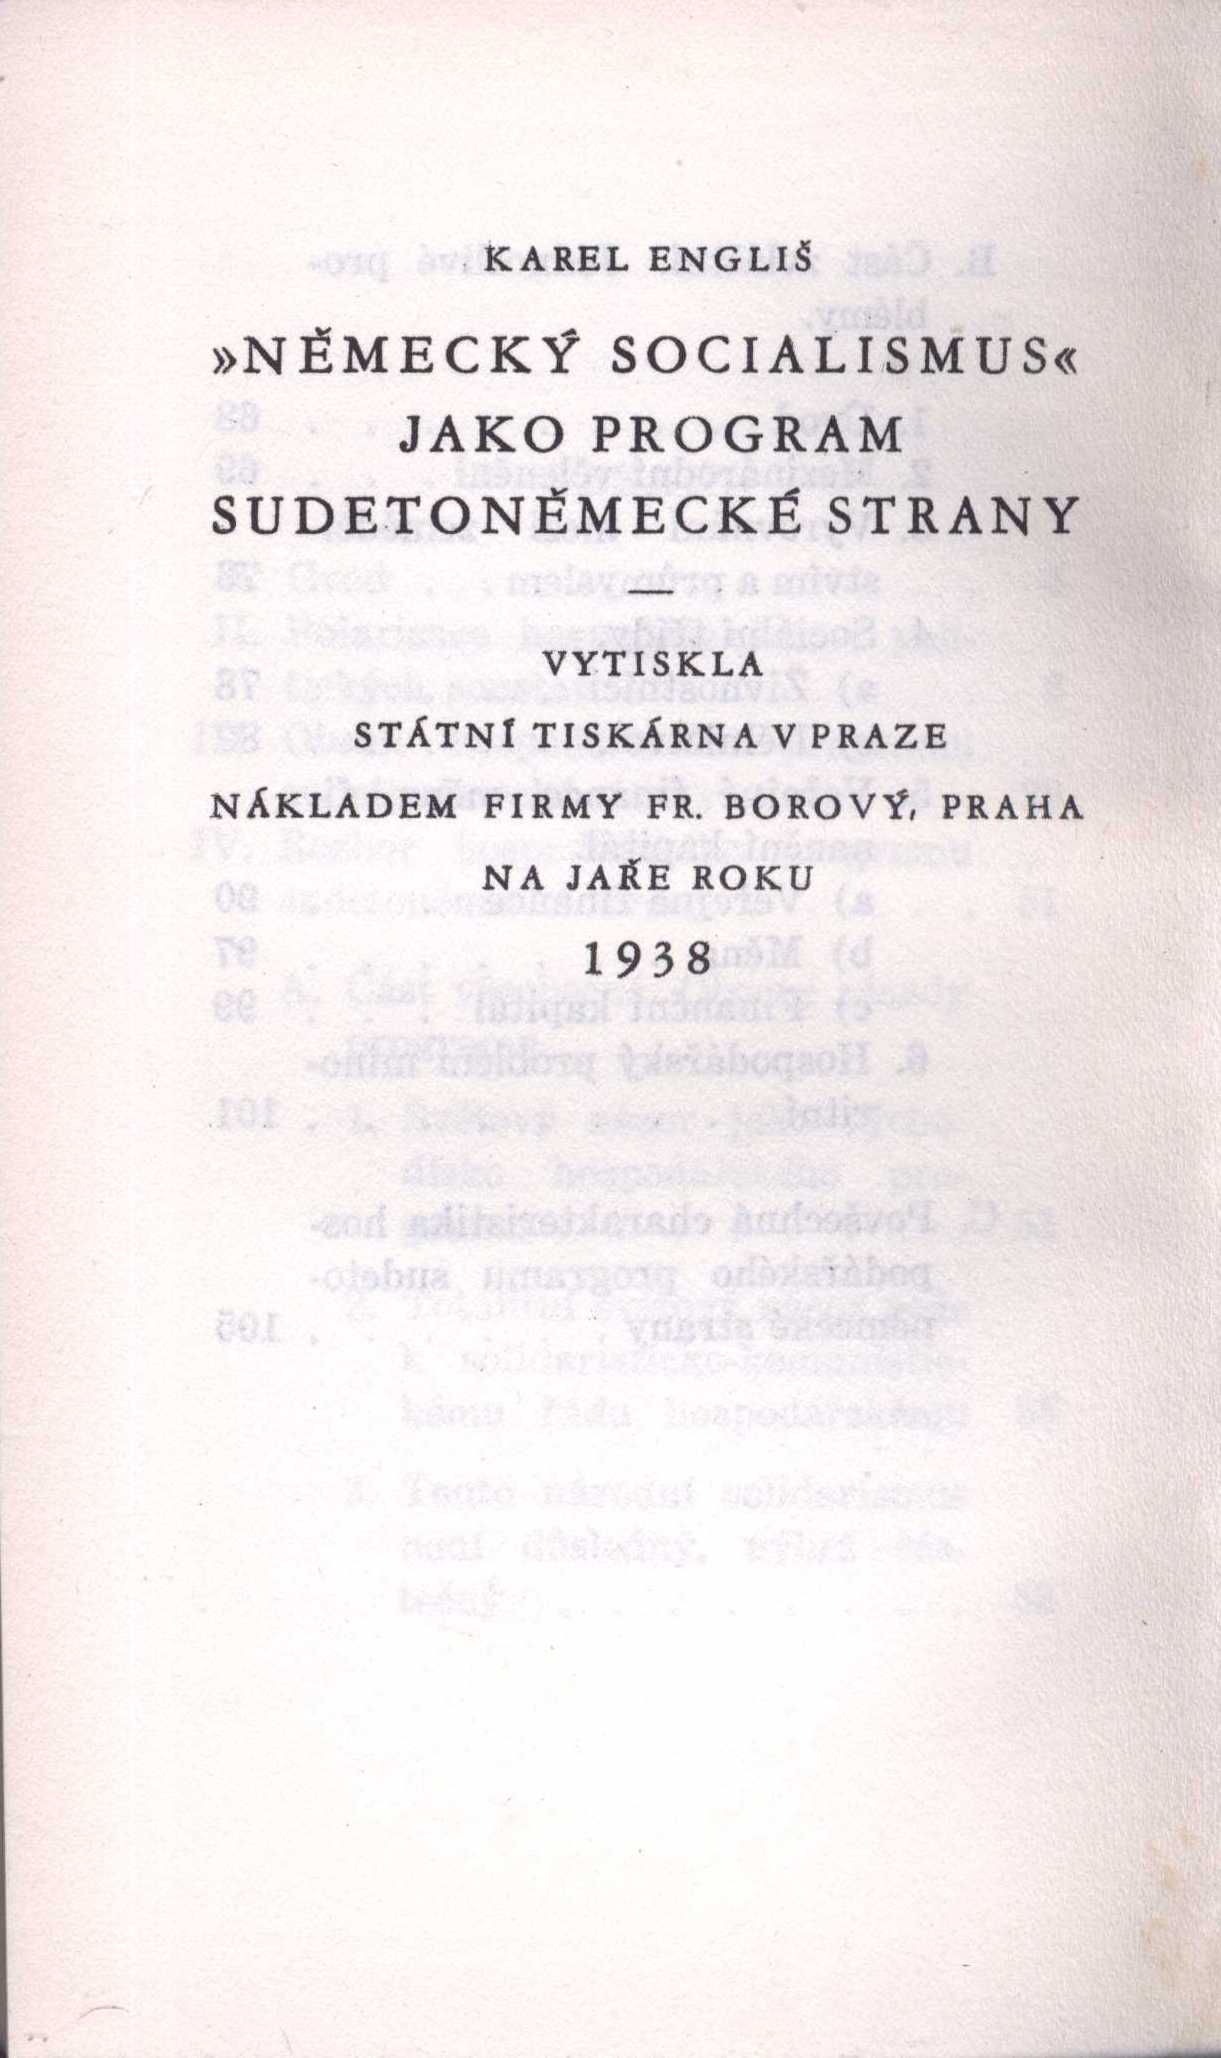 KAREL ENGLIŠ
»NĚMECKÝ SOCIALISMUS«
JAKO PROGRAM
SUDETONĚMECKÉ STRANY
VYTISKLA
STÁTNÍ TISKÁRNA V PRAZE
NÁKLADEM FIRMY FR. BOROVÝ, PRAHA
NA JAŘE ROKU
1938